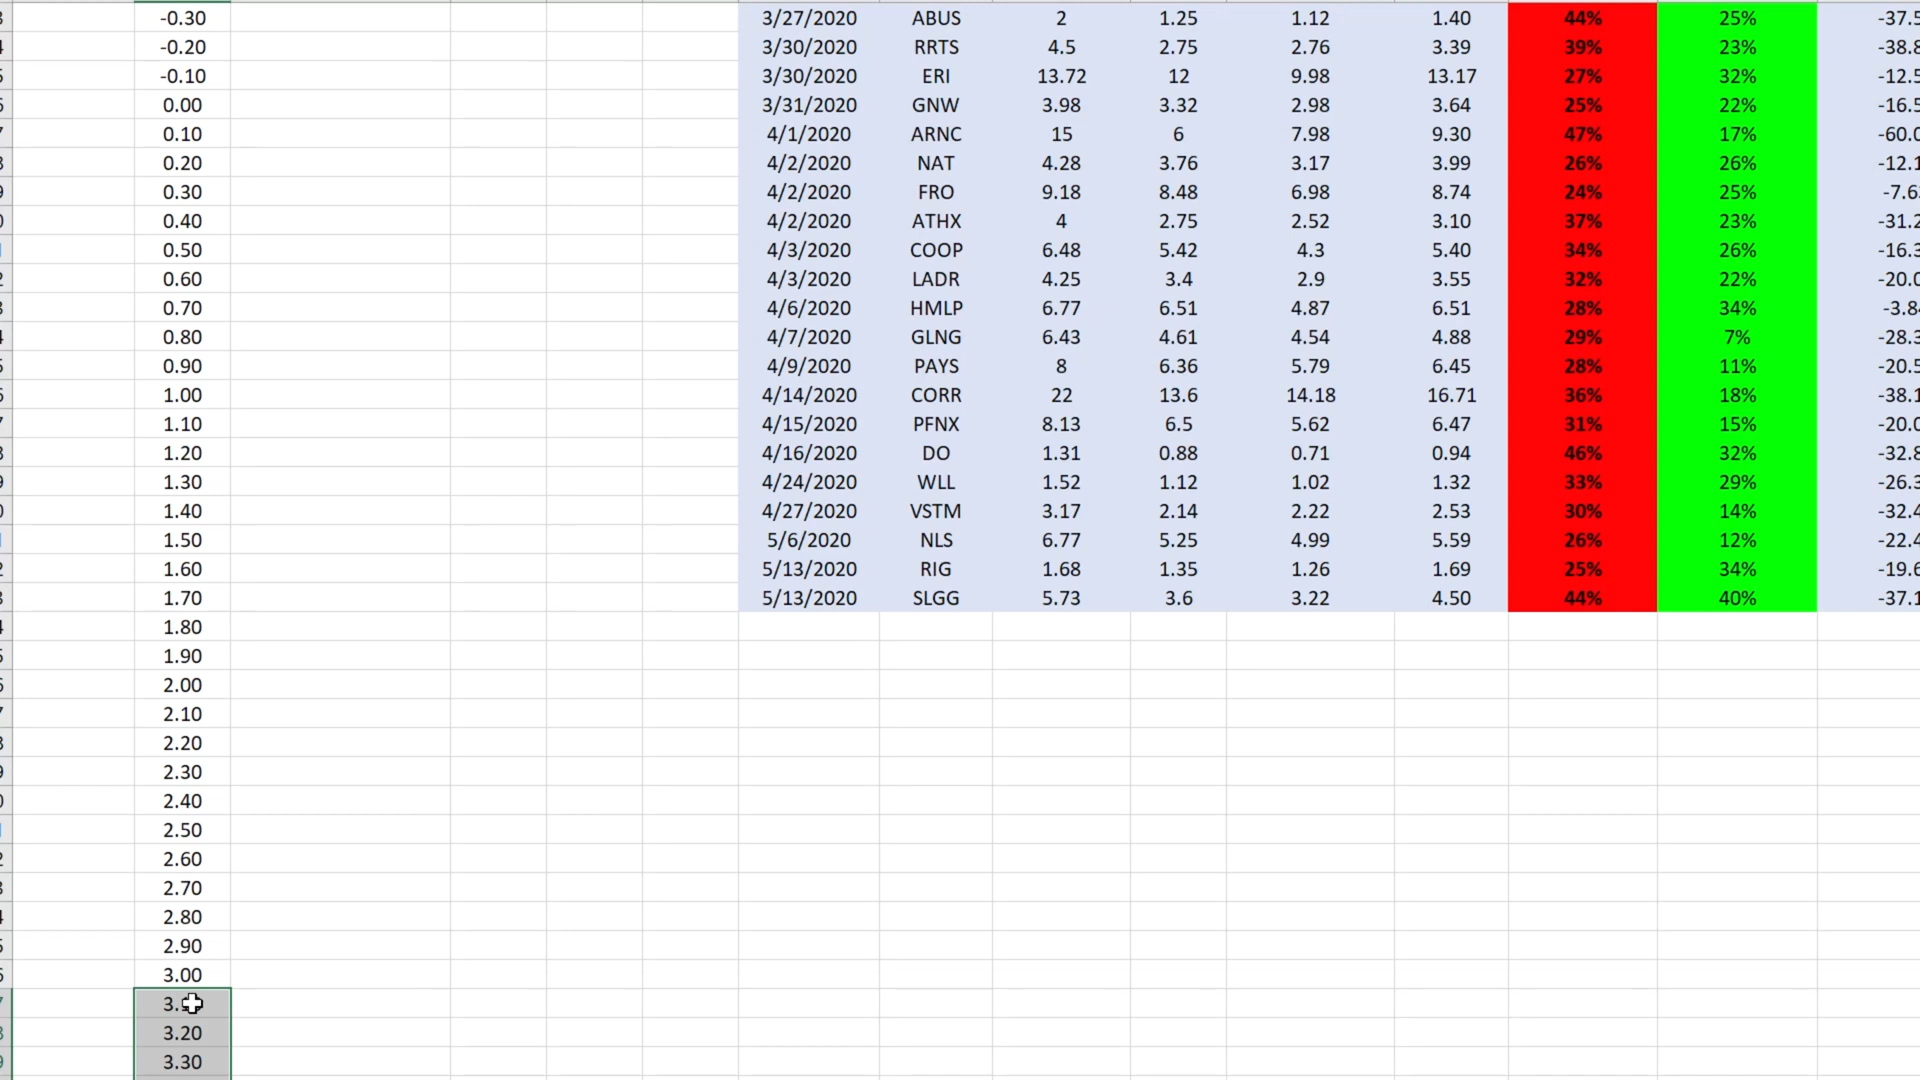 -0.30 3/27/2020 ABUS 2 1.25 1.12 1.40 44% 25%
-0.20 3/30/2020 RRTS 4.5 2.75 2.76 3.39 39% 23%
-0.10 3/30/2020 ERI 13.72 12 9.98 13.17 27% 32%
0.00 3/31/2020 GNW 3.98 3.32 2.98 3.64 25% 22%
0.10 4/1/2020 ARNC 15 6 7.98 9.30 47% 17%
0.20 4/2/2020 NAT 4.28 3.76 3.17 3.99 26% 26%
0.30 4/2/2020 FRO 9.18 8.48 6.98 8.74 24% 25%
0.40 4/2/2020 ATHX 4 2.75 2.52 3.10 37% 23%
0.50 4/3/2020 COOP 6.48 5.42 4.3 5.40 34% 26%
0.60 4/3/2020 LADR 4.25 3.4 2.9 3.55 32% 22%
0.70 4/6/2020 HMLP 6.77 6.51 4.87 6.51 28% 34%
0.80 4/7/2020 GLNG 6.43 4.61 4.54 4.88 29% 7%
0.90 4/9/2020 PAYS 8 6.36 5.79 6.45 28% 11%
1.00 4/14/2020 CORR 22 13.6 14.18 16.71 36% 18%
1.10 4/15/2020 PFNX 8.13 6.5 5.62 6.47 31% 15%
1.20 4/16/2020 DO 1.31 0.88 0.71 0.94 46% 32%
1.30 4/24/2020 WLL 1.52 1.12 1.02 1.32 33% 29%
1.40 4/27/2020 VSTM 3.17 2.14 2.22 2.53 30% 14%
1.50 5/6/2020 NLS 6.77 5.25 4.99 5.59 26% 12%
1.60 5/13/2020 RIG 1.68 1.35 1.26 1.69 25% 34%
1.70 5/13/2020 SLGG 5.73 3.6 3.22 4.50 44% 40%
1.80
1.90
2.00
2.10
2.20
2.30
2.40
2.50
2.60
2.70
2.80
2.90
3.00
3.20
3.30